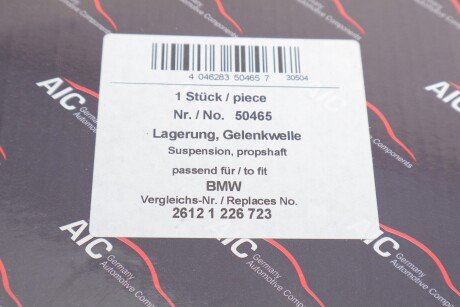 4 046283 50465 7 30504
1 Stück / piece
Nr. / No. 50465
Lagerung, Gelenkwelle
Suspension, propshaft
passend für / to fit
BMW
Vergleichs-Nr. / Replaces No.
2612 1 226 723
AIC
Germany
Automotive Components
AIC
Germany
Automotive Components
AIC
Germany
Automotive Components
AIC
Germany
Automotive Components